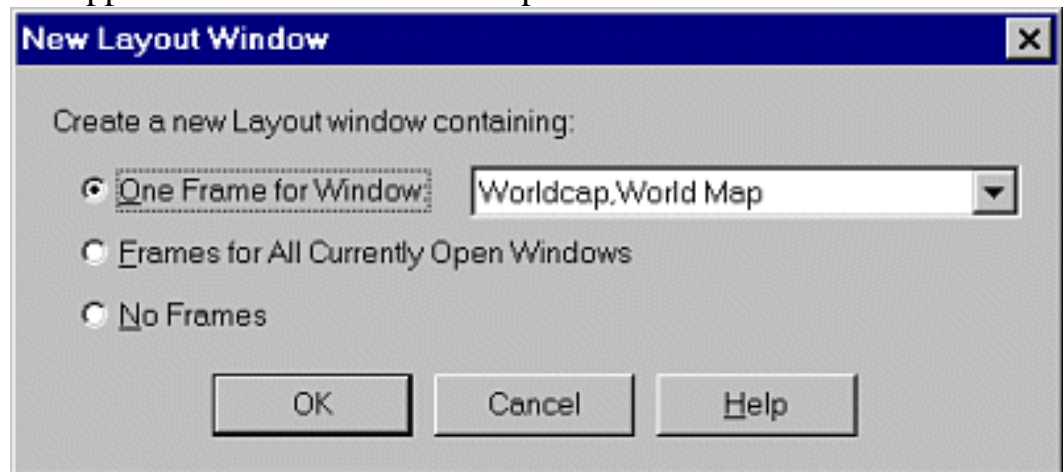 New Layout Window
Create a new Layout window containing:
One Frame for Window: Worldcap,World Map
Frames for All Currently Open Windows
No Frames
OK Cancel Help